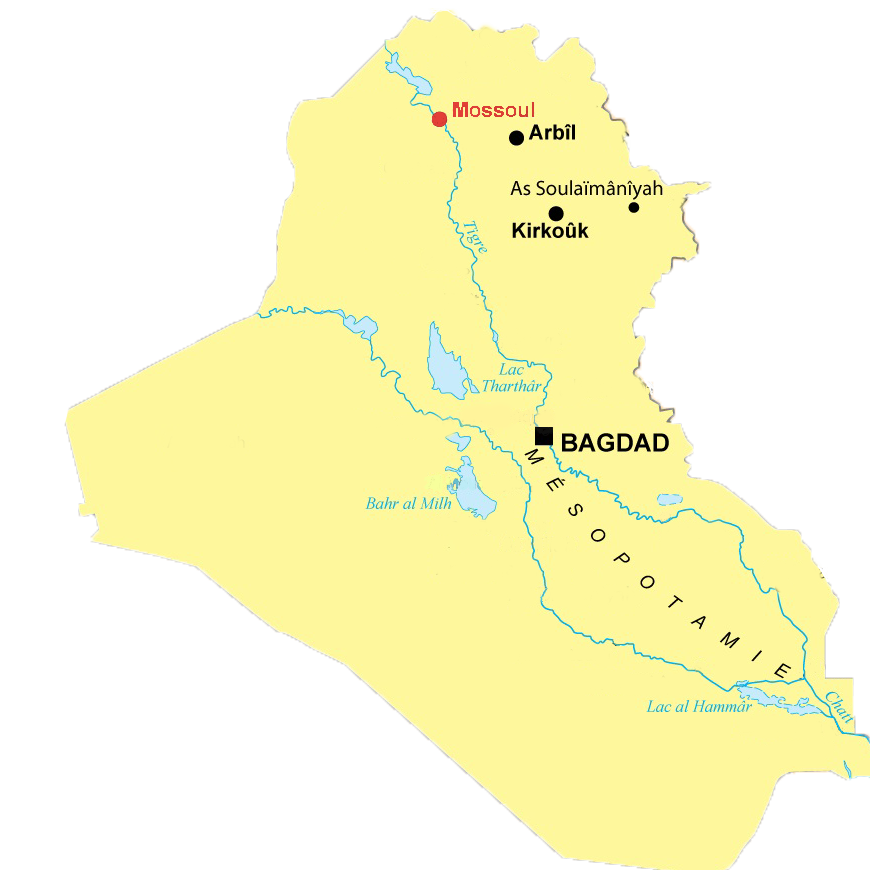 Mossoul
Arbîl
As Soulaïmânîyah
Kirkoûk
Tigre
Lac
Tharthâr
BAGDAD
MÉSOPOTAMIE
Bahr al Milh
Lac al Hammâr
Chatt